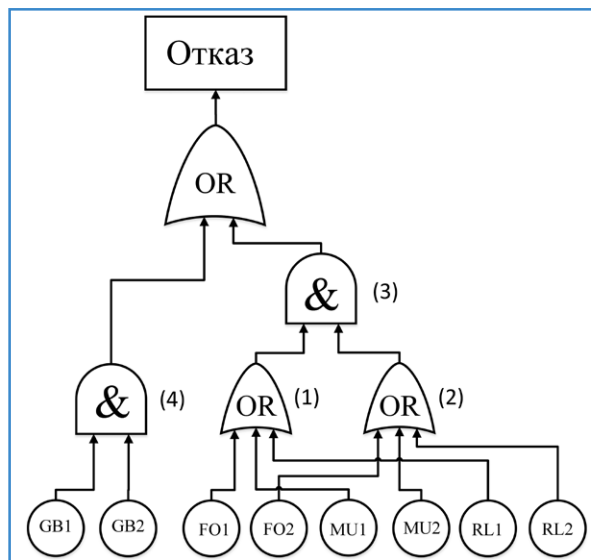 Отказ
OR
& (3)
& (4) OR (1) OR (2)
GB1 GB2 FO1 FO2 MU1 MU2 RL1 RL2